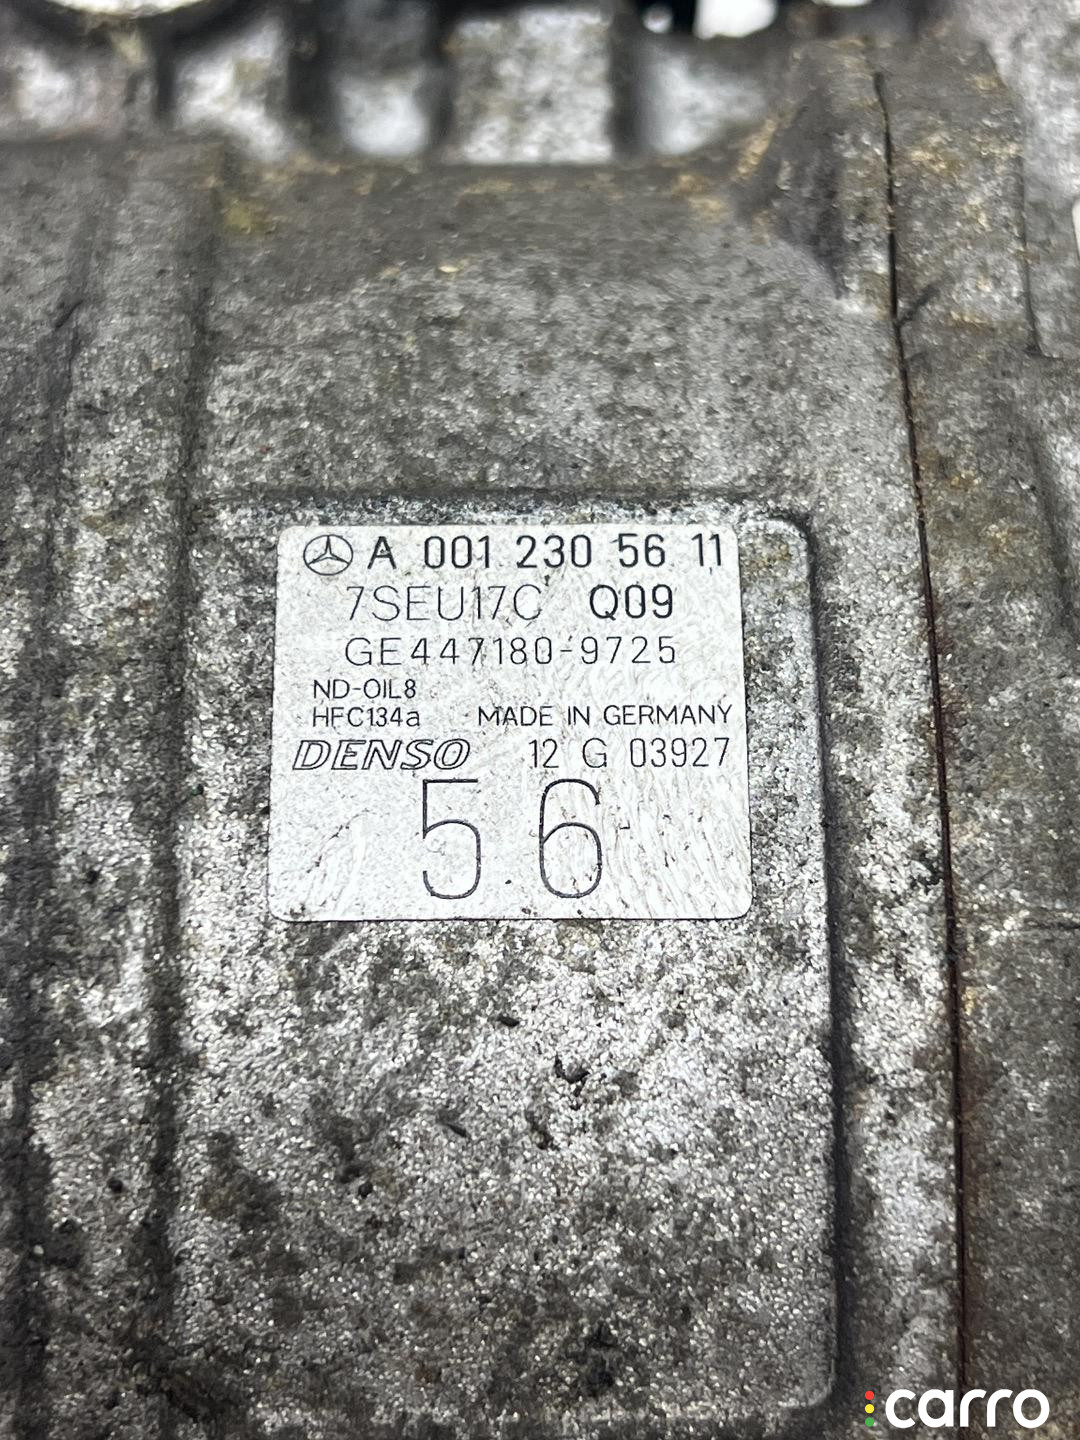 A 001 230 56 11
7SEU17C Q09
GE447180-9725
ND-OIL8
HFC134a MADE IN GERMANY
DENSO 12 G 03927
56
carro